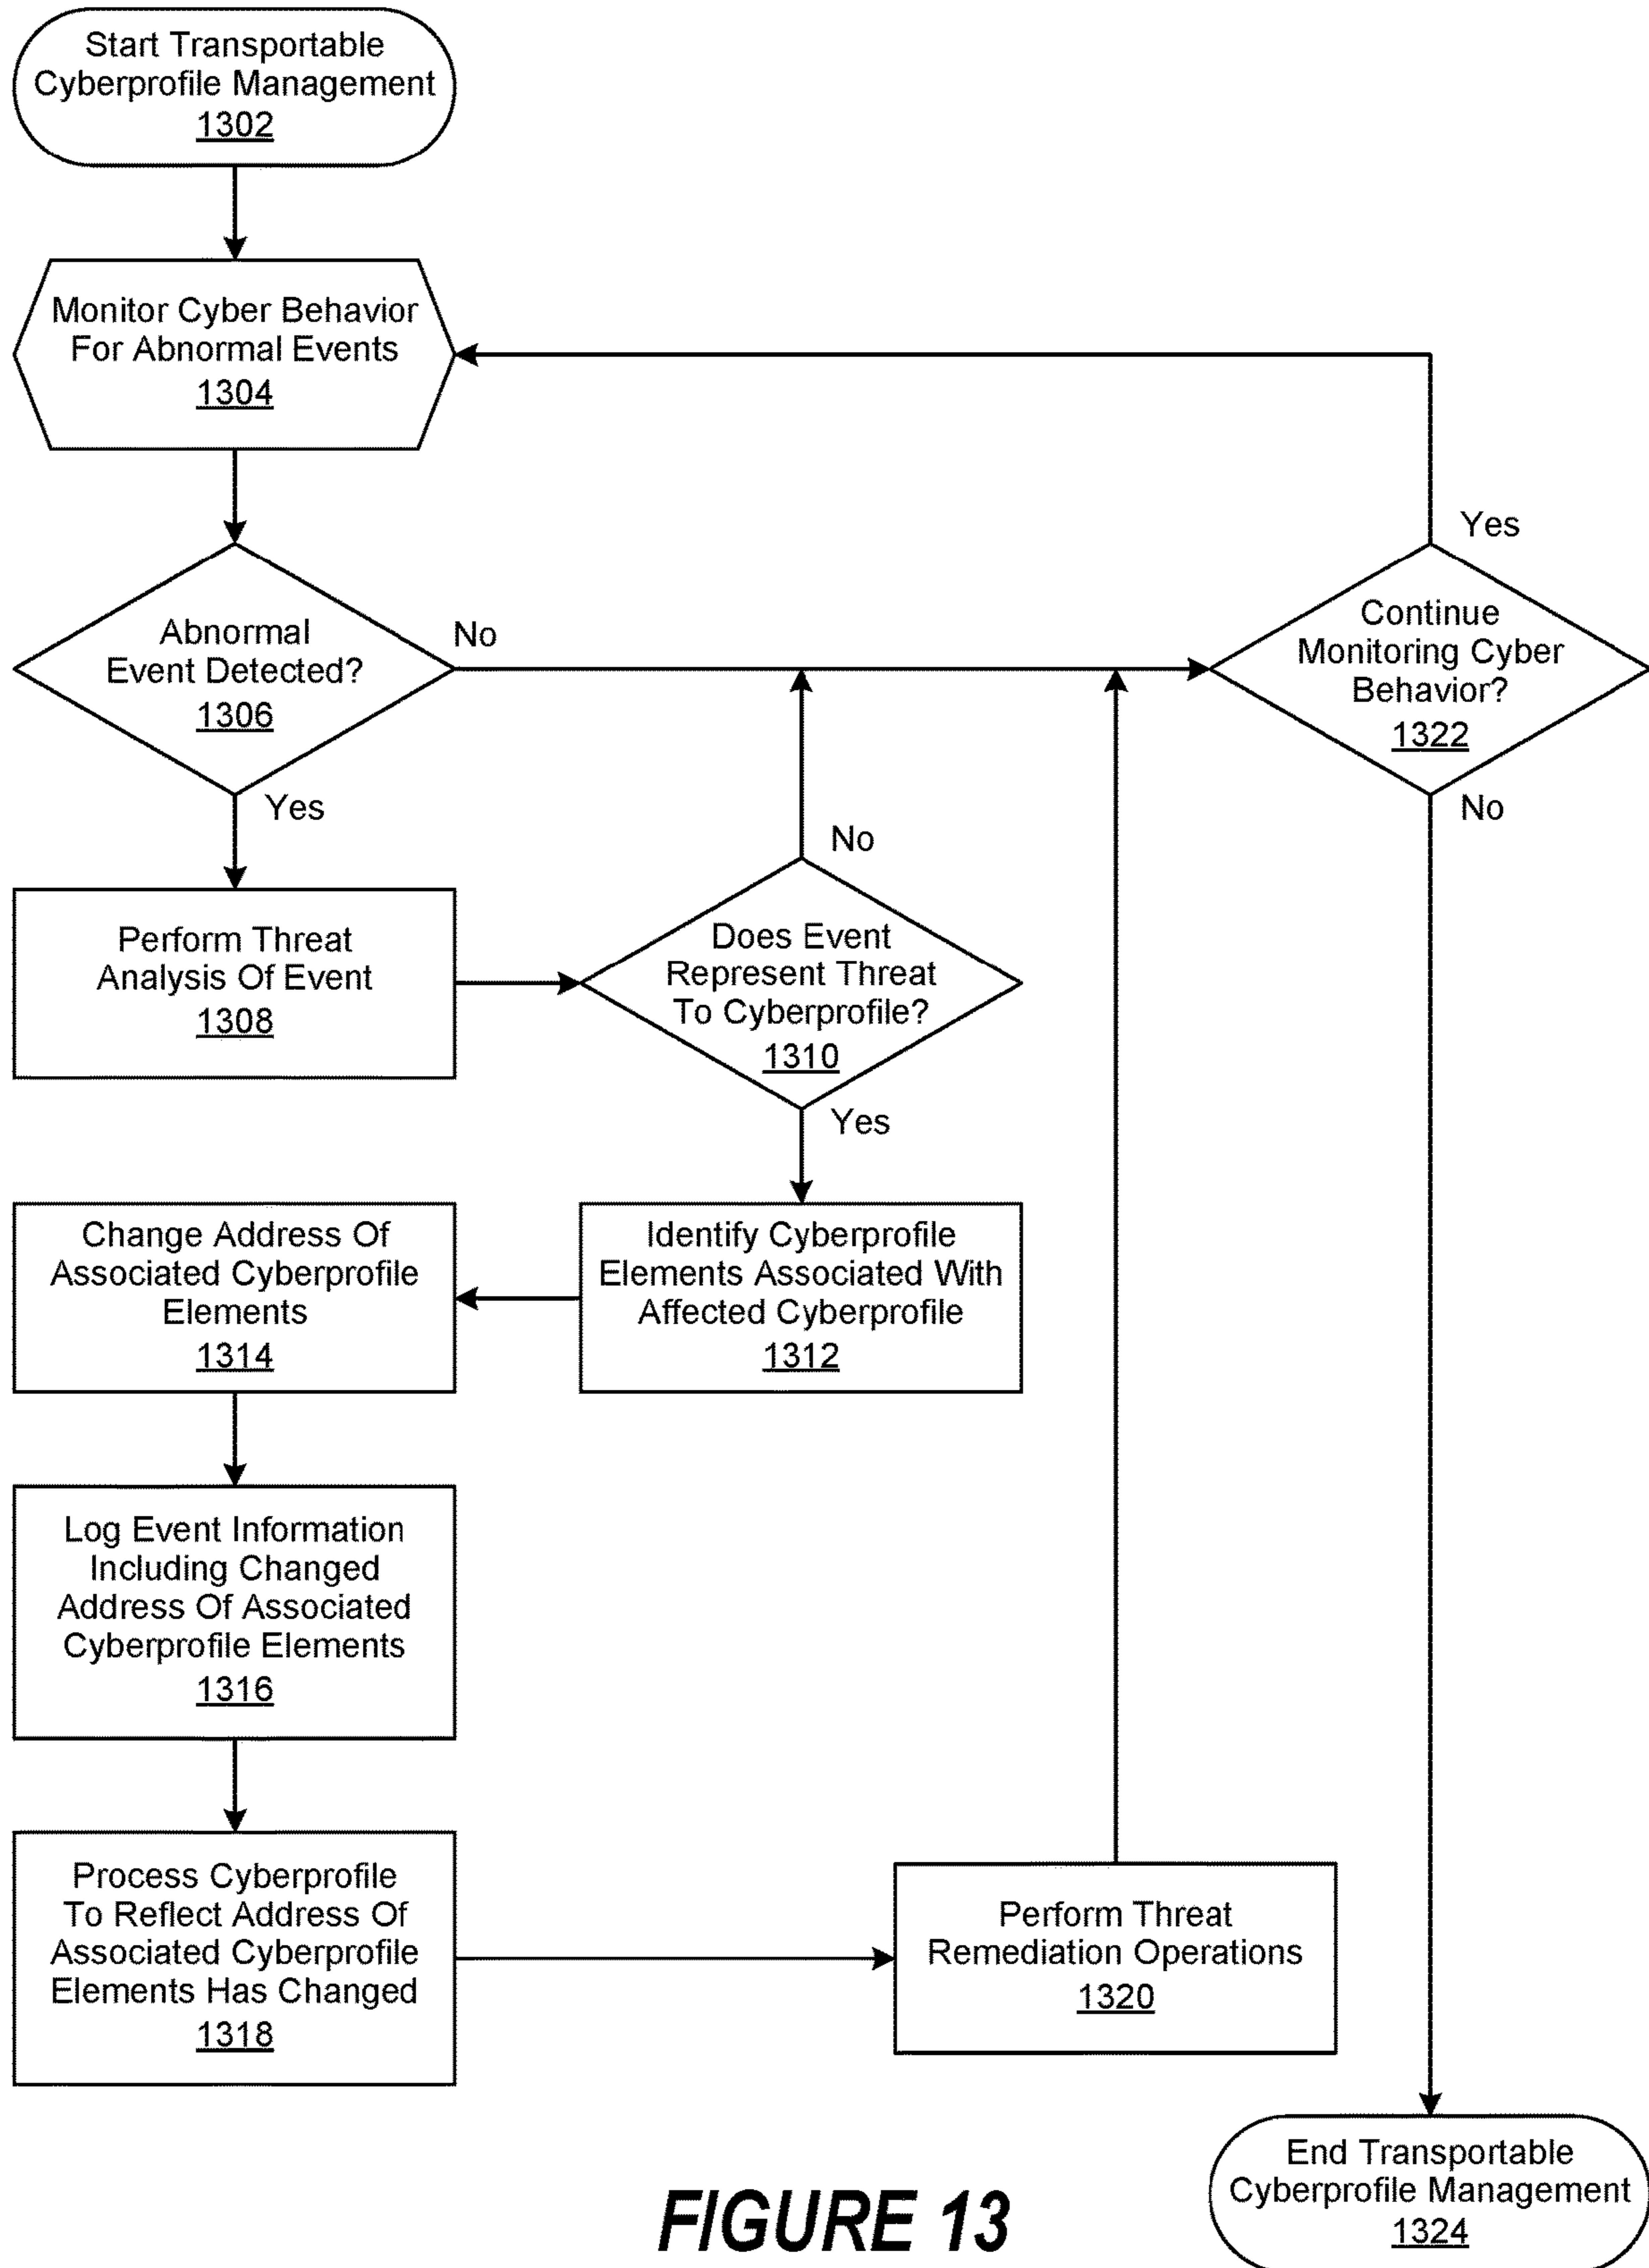 Start Transportable
Cyberprofile Management
1302
Monitor Cyber Behavior
For Abnormal Events
1304
Abnormal
Event Detected?
1306
No
Yes
Continue
Monitoring Cyber
Behavior?
1322
Yes
No
Perform Threat
Analysis Of Event
1308
Does Event
Represent Threat
To Cyberprofile?
1310
No
Yes
Identify Cyberprofile
Elements Associated With
Affected Cyberprofile
1312
Change Address Of
Associated Cyberprofile
Elements
1314
Log Event Information
Including Changed
Address Of Associated
Cyberprofile Elements
1316
Process Cyberprofile
To Reflect Address Of
Associated Cyberprofile
Elements Has Changed
1318
Perform Threat
Remediation Operations
1320
End Transportable
Cyberprofile Management
1324
FIGURE 13